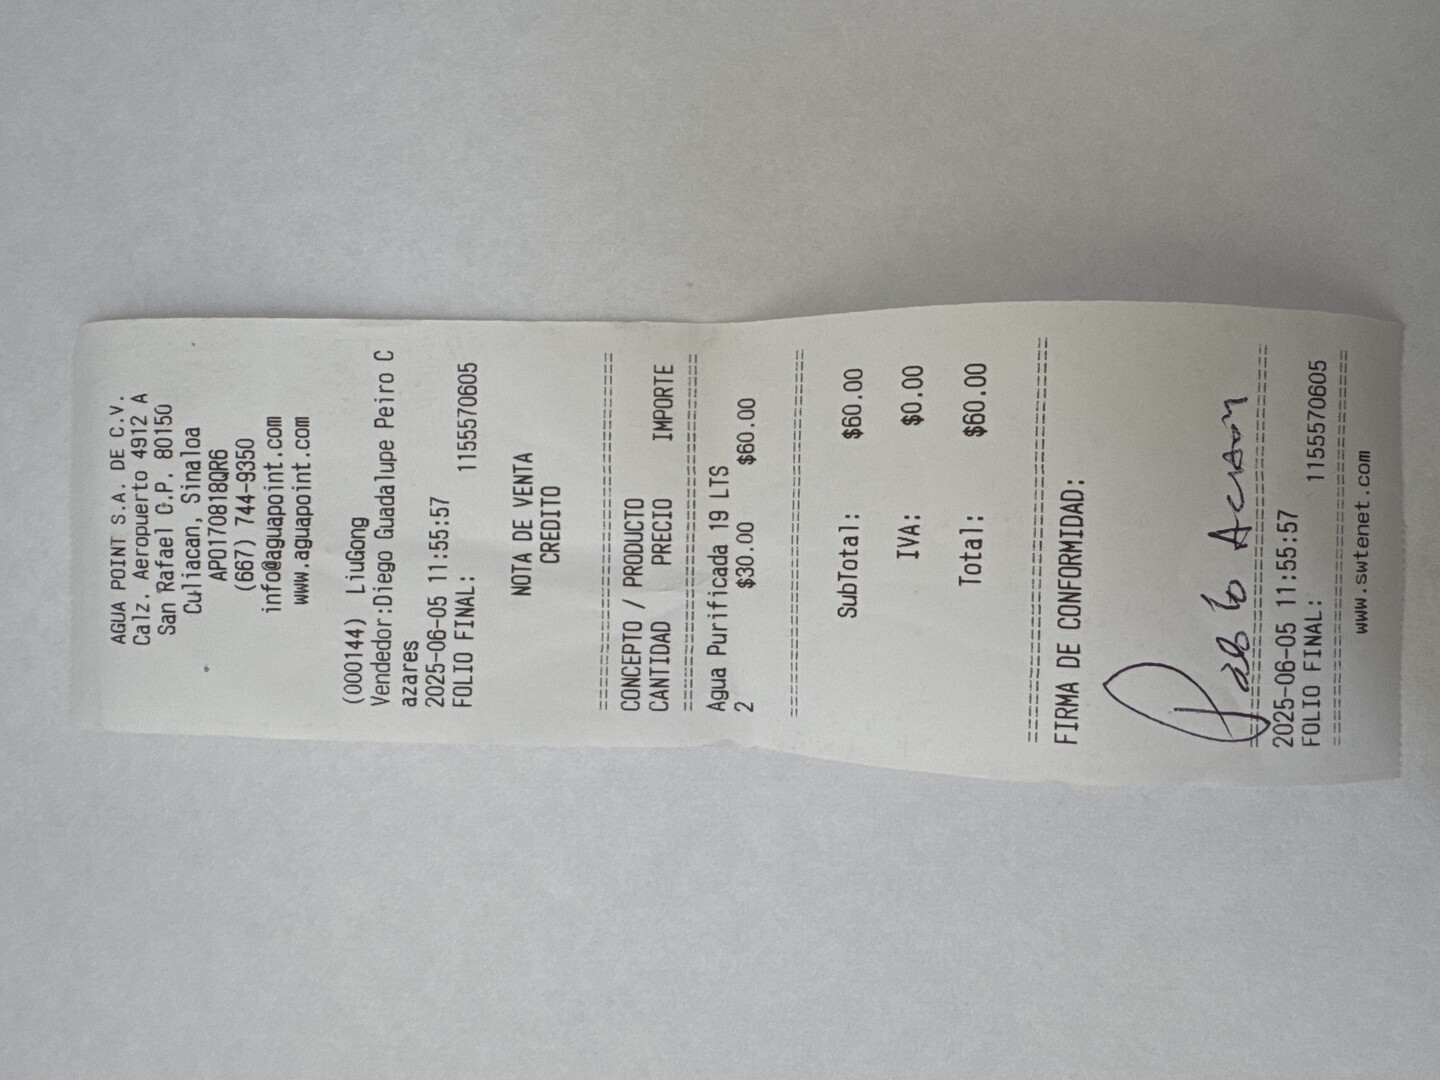 AGUA POINT S.A. DE C.V.
Calz. Aeropuerto 4912 A
San Rafael C.P. 80150
Culiacan, Sinaloa
APO170818QR6
(667) 744-9350
info@aguapoint.com
www.aguapoint.com
(000144) LiuGong
Vendedor:Diego Guadalupe Peiro C
azares
2025-06-05 11:55:57
FOLIO FINAL: 1155570605
NOTA DE VENTA
CREDITO
================================
CONCEPTO / PRODUCTO
CANTIDAD PRECIO IMPORTE
================================
Agua Purificada 19 LTS
2 $30.00 $60.00
================================
SubTotal: $60.00
IVA: $0.00
Total: $60.00
================================
FIRMA DE CONFORMIDAD:
Pablo
================================
2025-06-05 11:55:57
FOLIO FINAL: 1155570605
================================
www.swtenet.com